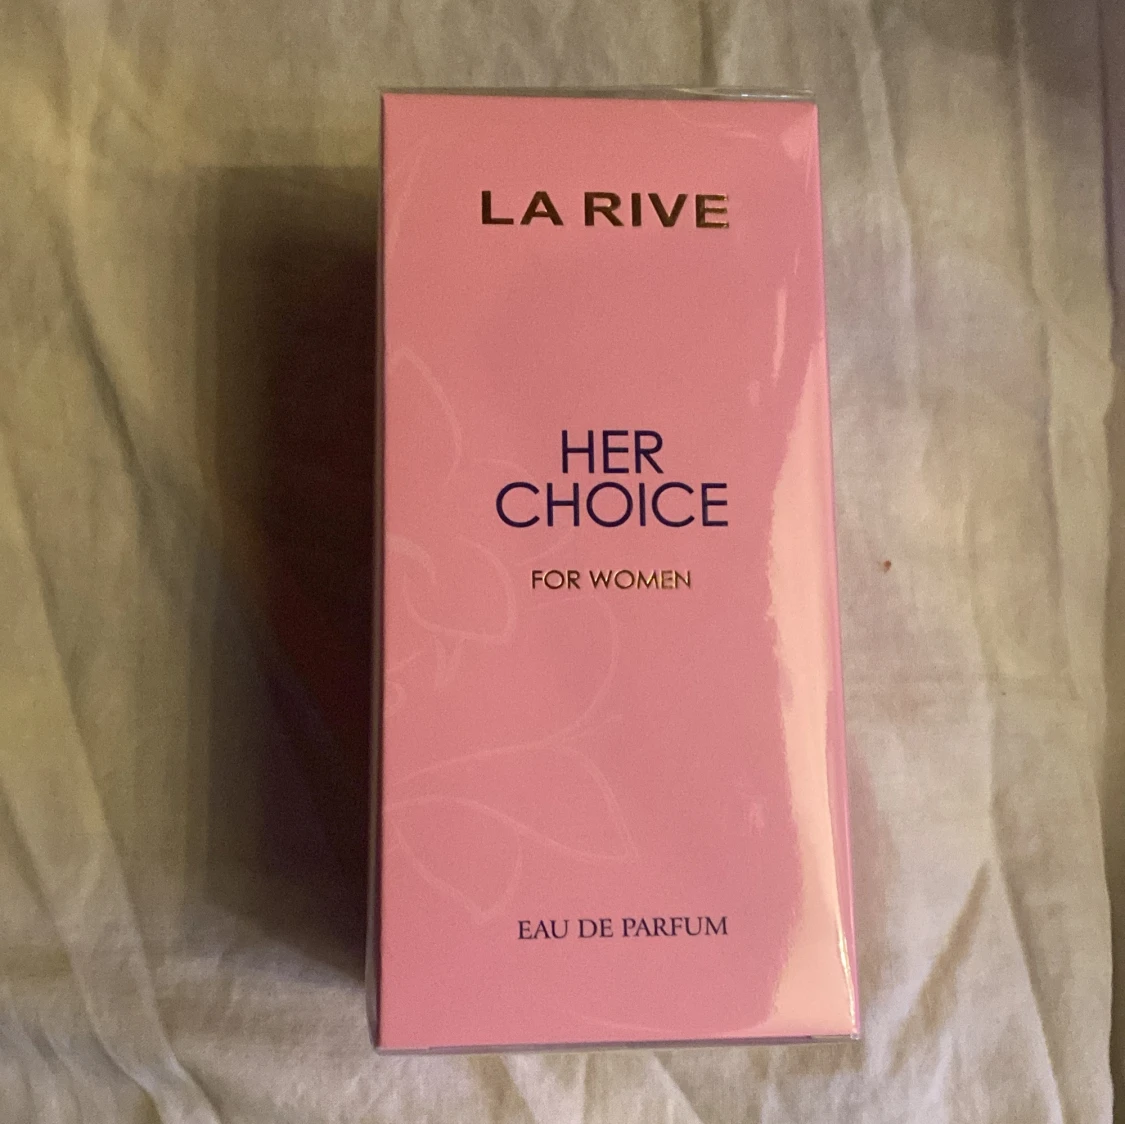 LA RIVE
HER
CHOICE
FOR WOMEN
EAU DE PARFUM